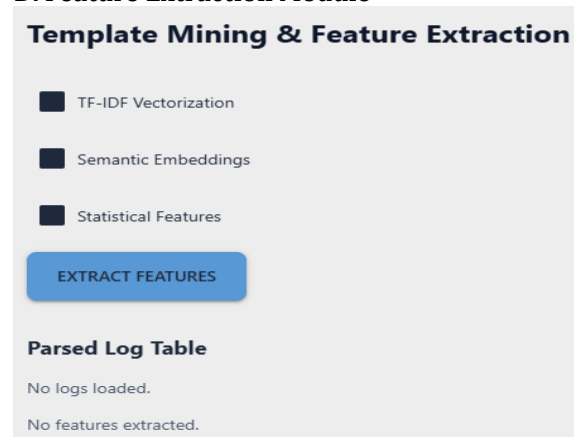 D. Feature Extraction Module
Template Mining & Feature Extraction
TF-IDF Vectorization
Semantic Embeddings
Statistical Features
EXTRACT FEATURES
Parsed Log Table
No logs loaded.
No features extracted.